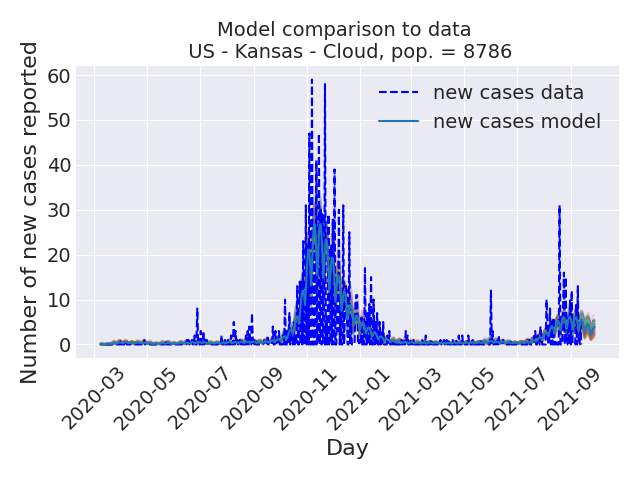 Model comparison to data
US - Kansas - Cloud, pop. = 8786
Number of new cases reported
60
50
40
30
20
10
0
new cases data
new cases model
2020-03
2020-05
2020-07
2020-09
2020-11
2021-01
2021-03
2021-05
2021-07
2021-09
Day